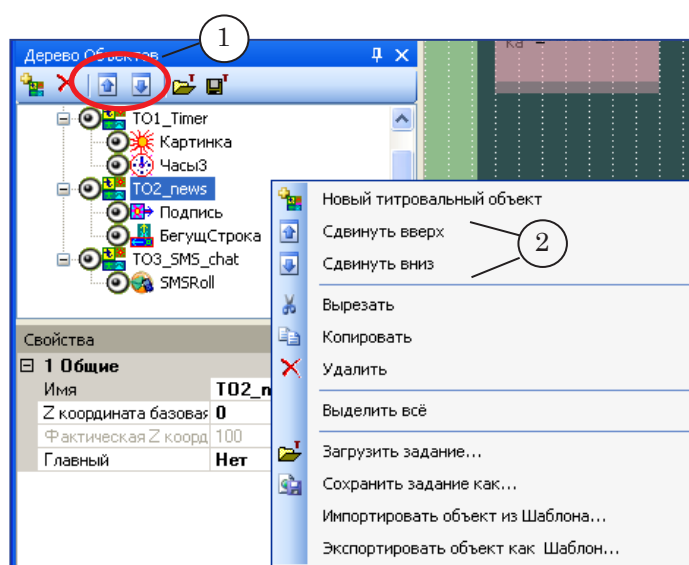 1
Дерево Объектов
ка
TO1_Timer
Картинка
Часы3
TO2_news
Подпись
БегущСтрока
TO3_SMS_chat
SMSRoll
Новый титровальный объект
Сдвинуть вверх
2
Сдвинуть вниз
Вырезать
Копировать
Удалить
Выделить всё
Загрузить задание...
Сохранить задание как...
Импортировать объект из Шаблона...
Экспортировать объект как Шаблон...
Свойства
1 Общие
Имя TO2_n
Z координата базовая 0
Фактическая Z коорд 100
Главный Нет